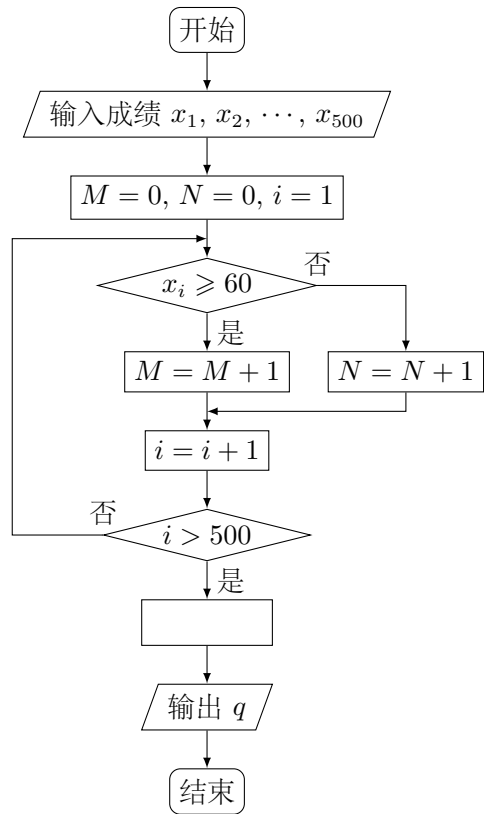 开始
输入成绩 x₁, x₂, ⋯, x₅₀₀
M = 0, N = 0, i = 1
xᵢ ⩾ 60
否
是
M = M + 1
N = N + 1
i = i + 1
否
i > 500
是
输出 q
结束